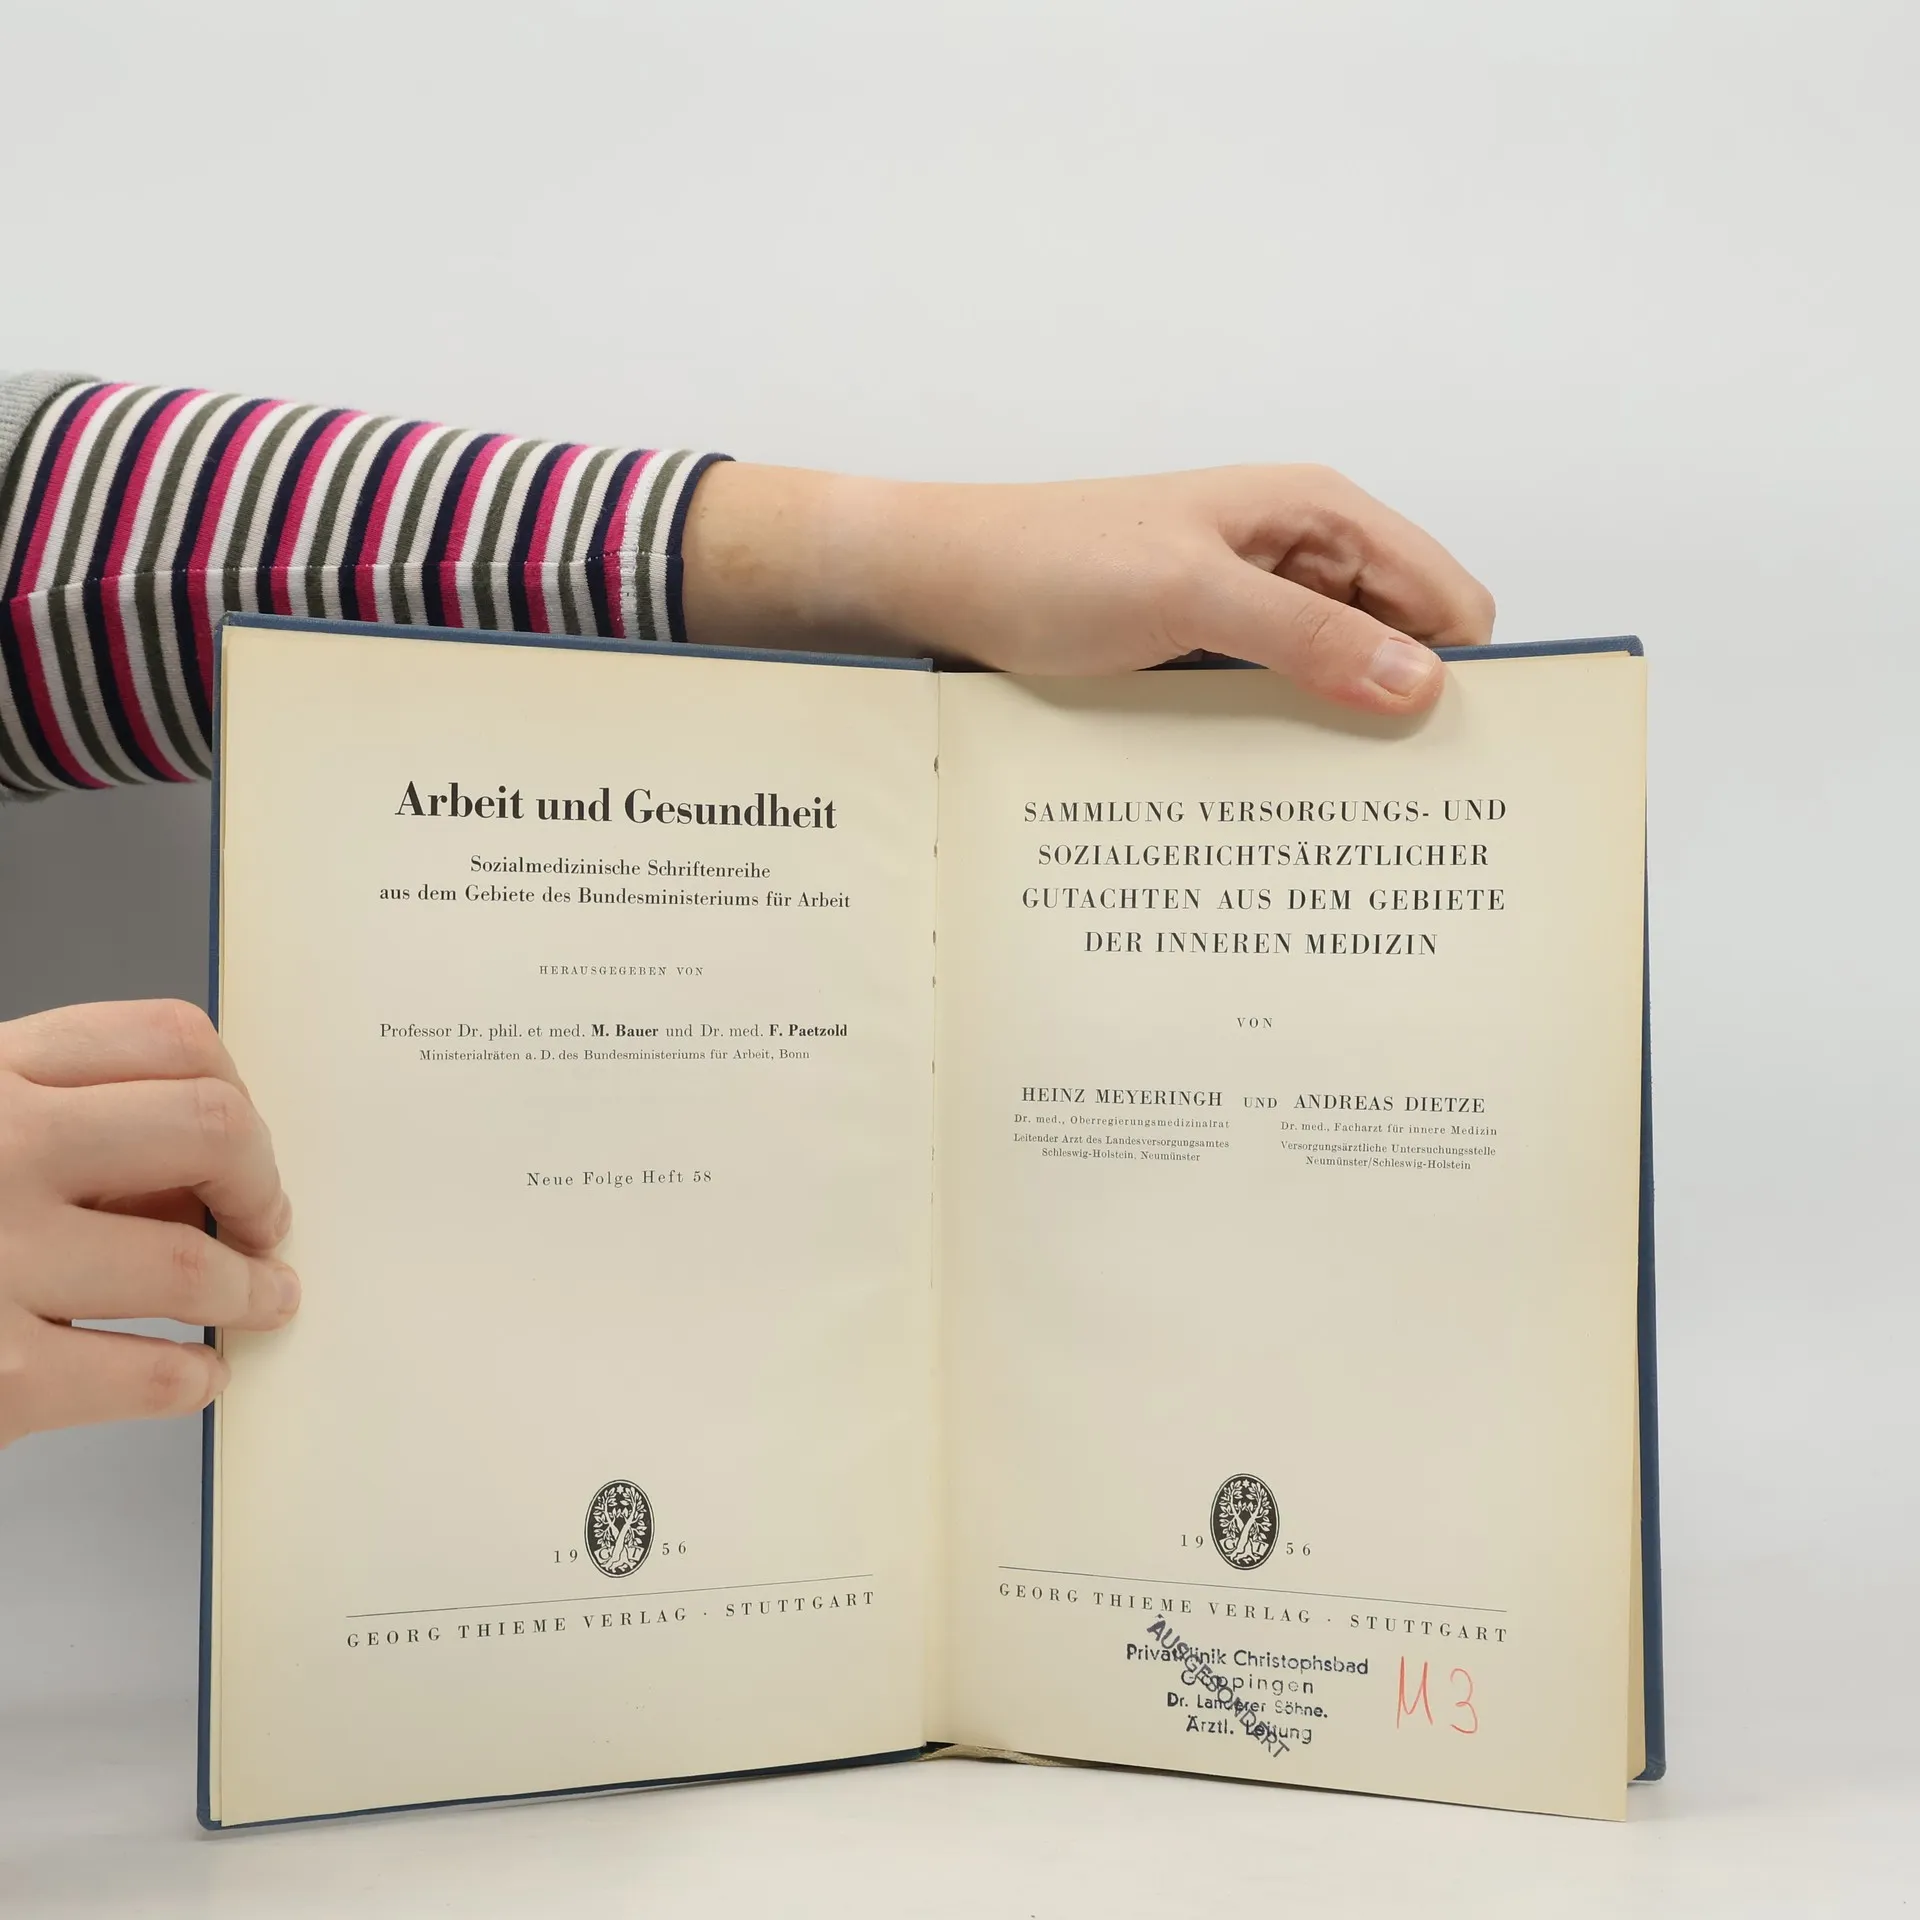 Arbeit und Gesundheit
Sozialmedizinische Schriftenreihe
aus dem Gebiete des Bundesministeriums für Arbeit
HERAUSGEGEBEN VON
Professor Dr. phil. et med. M. Bauer und Dr. med. F. Paetzold
Ministerialräten a. D. des Bundesministeriums für Arbeit, Bonn
Neue Folge Heft 58
19 G T 56
GEORG THIEME VERLAG · STUTTGART
SAMMLUNG VERSORGUNGS- UND
SOZIALGERICHTSÄRZTLICHER
GUTACHTEN AUS DEM GEBIETE
DER INNEREN MEDIZIN
VON
HEINZ MEYERINGH UND ANDREAS DIETZE
Dr. med., Oberregierungsmedizinalrat
Leitender Arzt des Landesversorgungsamtes
Schleswig-Holstein, Neumünster
Dr. med., Facharzt für innere Medizin
Versorgungsärztliche Untersuchungsstelle
Neumünster/Schleswig-Holstein
19 G T 56
GEORG THIEME VERLAG · STUTTGART
AUSGESONDERT
Privatklinik Christophsbad
Göppingen
Dr. Landerer Söhne.
Ärztl. Leitung
M3